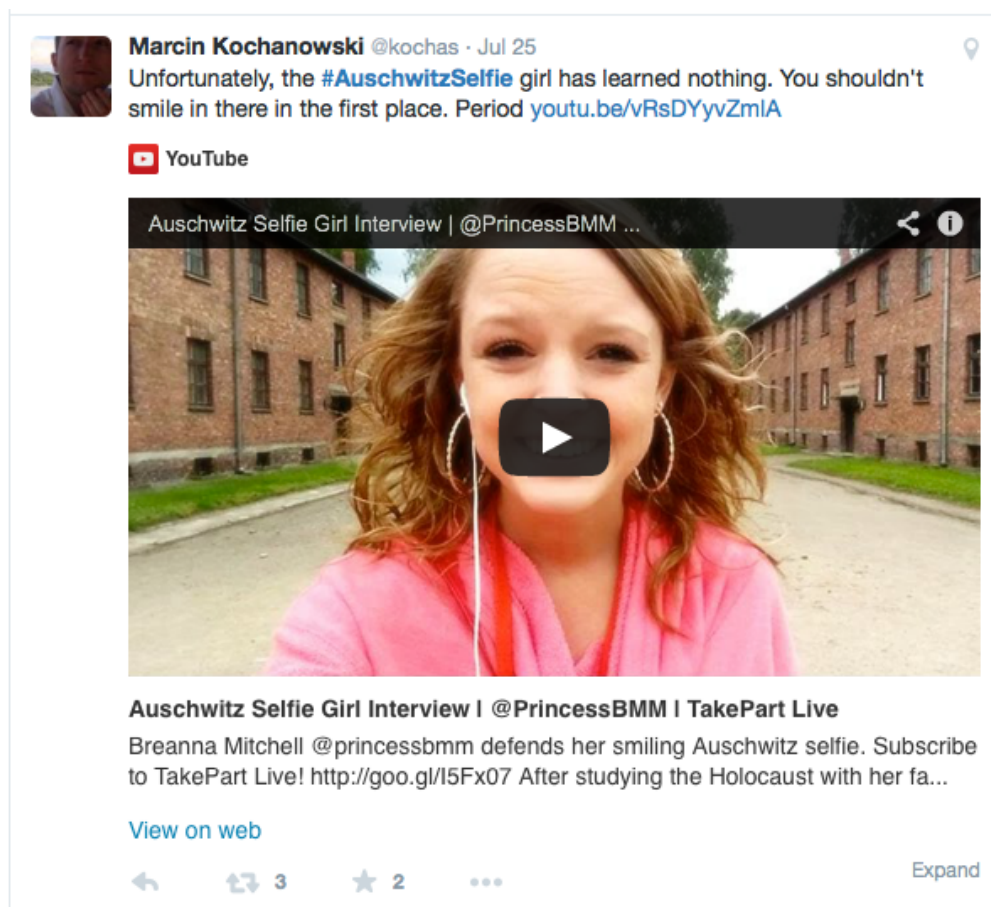 Marcin Kochanowski @kochas · Jul 25
Unfortunately, the #AuschwitzSelfie girl has learned nothing. You shouldn't
smile in there in the first place. Period youtu.be/vRsDYyvZmlA
YouTube
Auschwitz Selfie Girl Interview | @PrincessBMM ...
Auschwitz Selfie Girl Interview | @PrincessBMM | TakePart Live
Breanna Mitchell @princessbmm defends her smiling Auschwitz selfie. Subscribe
to TakePart Live! http://goo.gl/I5Fx07 After studying the Holocaust with her fa...
View on web
3 2
Expand